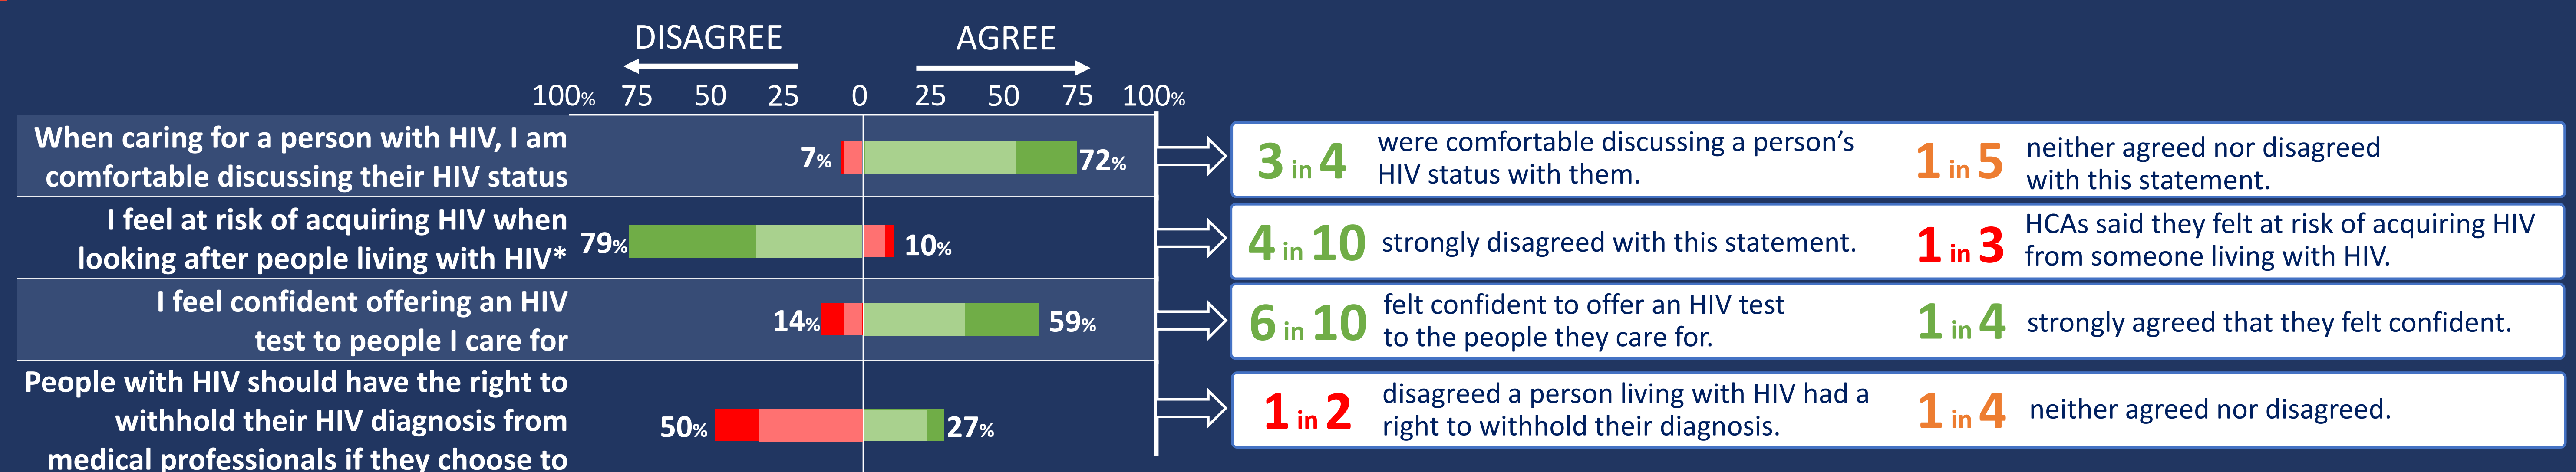 DISAGREE
AGREE
100% 75 50 25 0 25 50 75 100%
When caring for a person with HIV, I am
comfortable discussing their HIV status
7%
72%
3 in 4
were comfortable discussing a person's
HIV status with them.
1 in 5
neither agreed nor disagreed
with this statement.
I feel at risk of acquiring HIV when
looking after people living with HIV*
79%
10%
4 in 10
strongly disagreed with this statement.
1 in 3
HCAs said they felt at risk of acquiring HIV
from someone living with HIV.
I feel confident offering an HIV
test to people I care for
14%
59%
6 in 10
felt confident to offer an HIV test
to the people they care for.
1 in 4
strongly agreed that they felt confident.
People with HIV should have the right to
withhold their HIV diagnosis from
medical professionals if they choose to
50%
27%
1 in 2
disagreed a person living with HIV had a
right to withhold their diagnosis.
1 in 4
neither agreed nor disagreed.